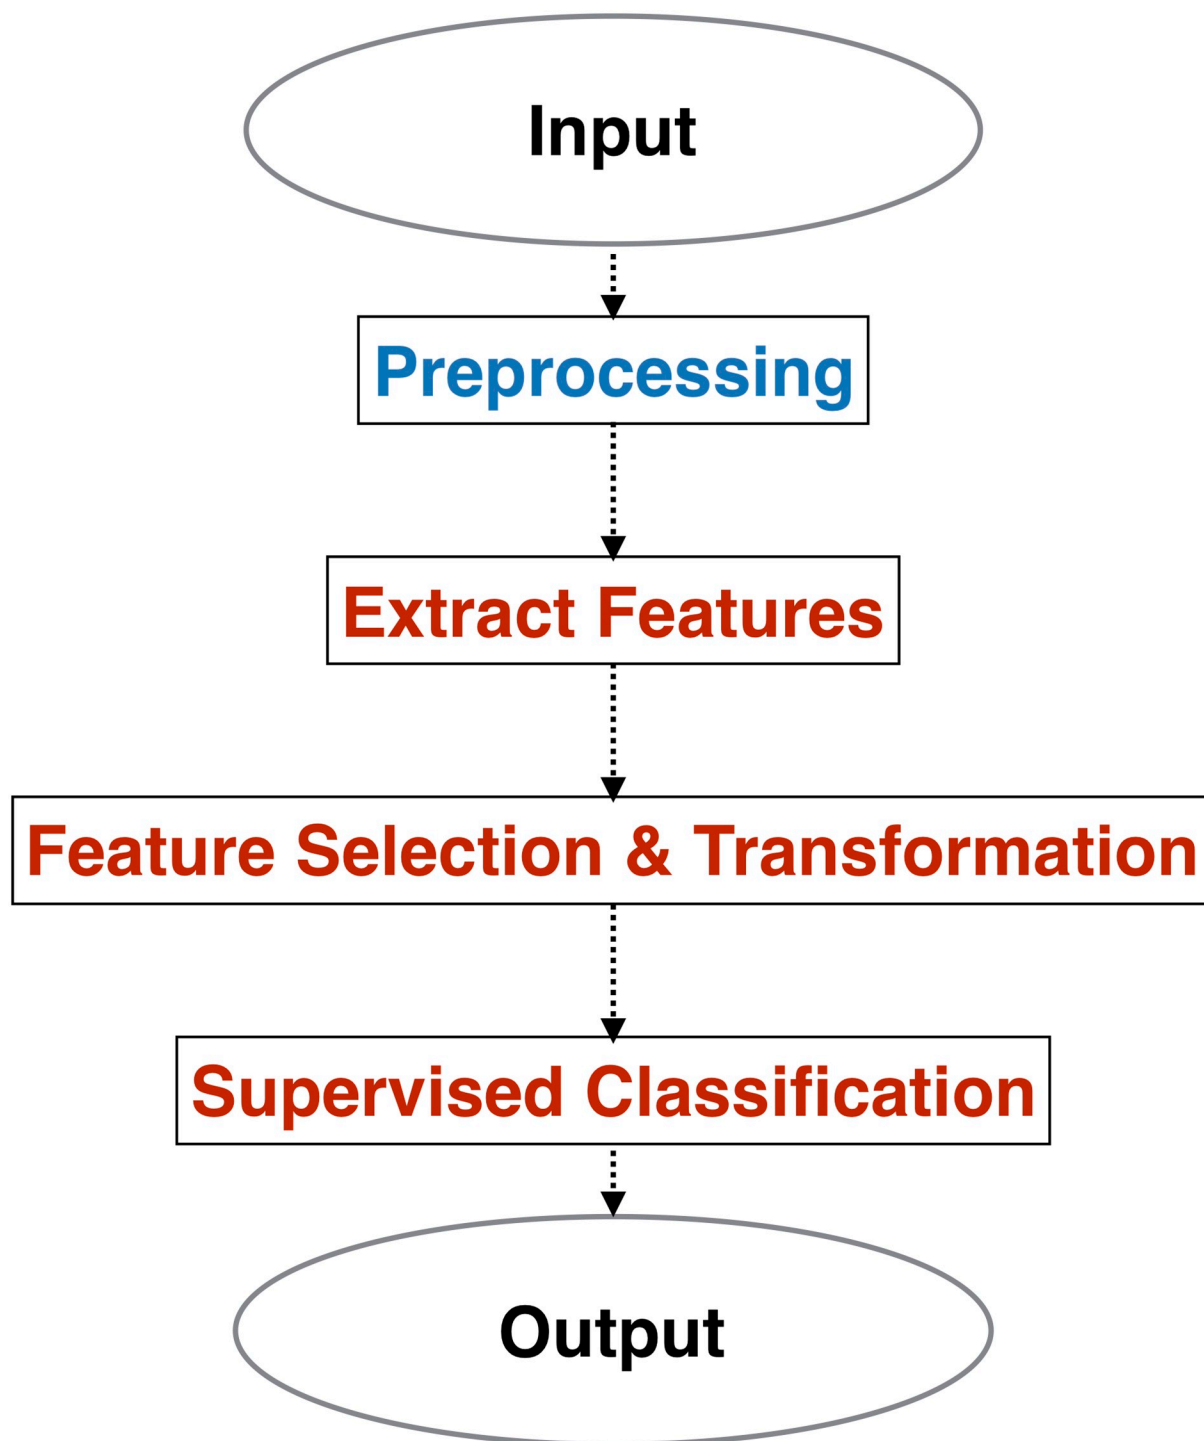 Input
Preprocessing
Extract Features
Feature Selection & Transformation
Supervised Classification
Output